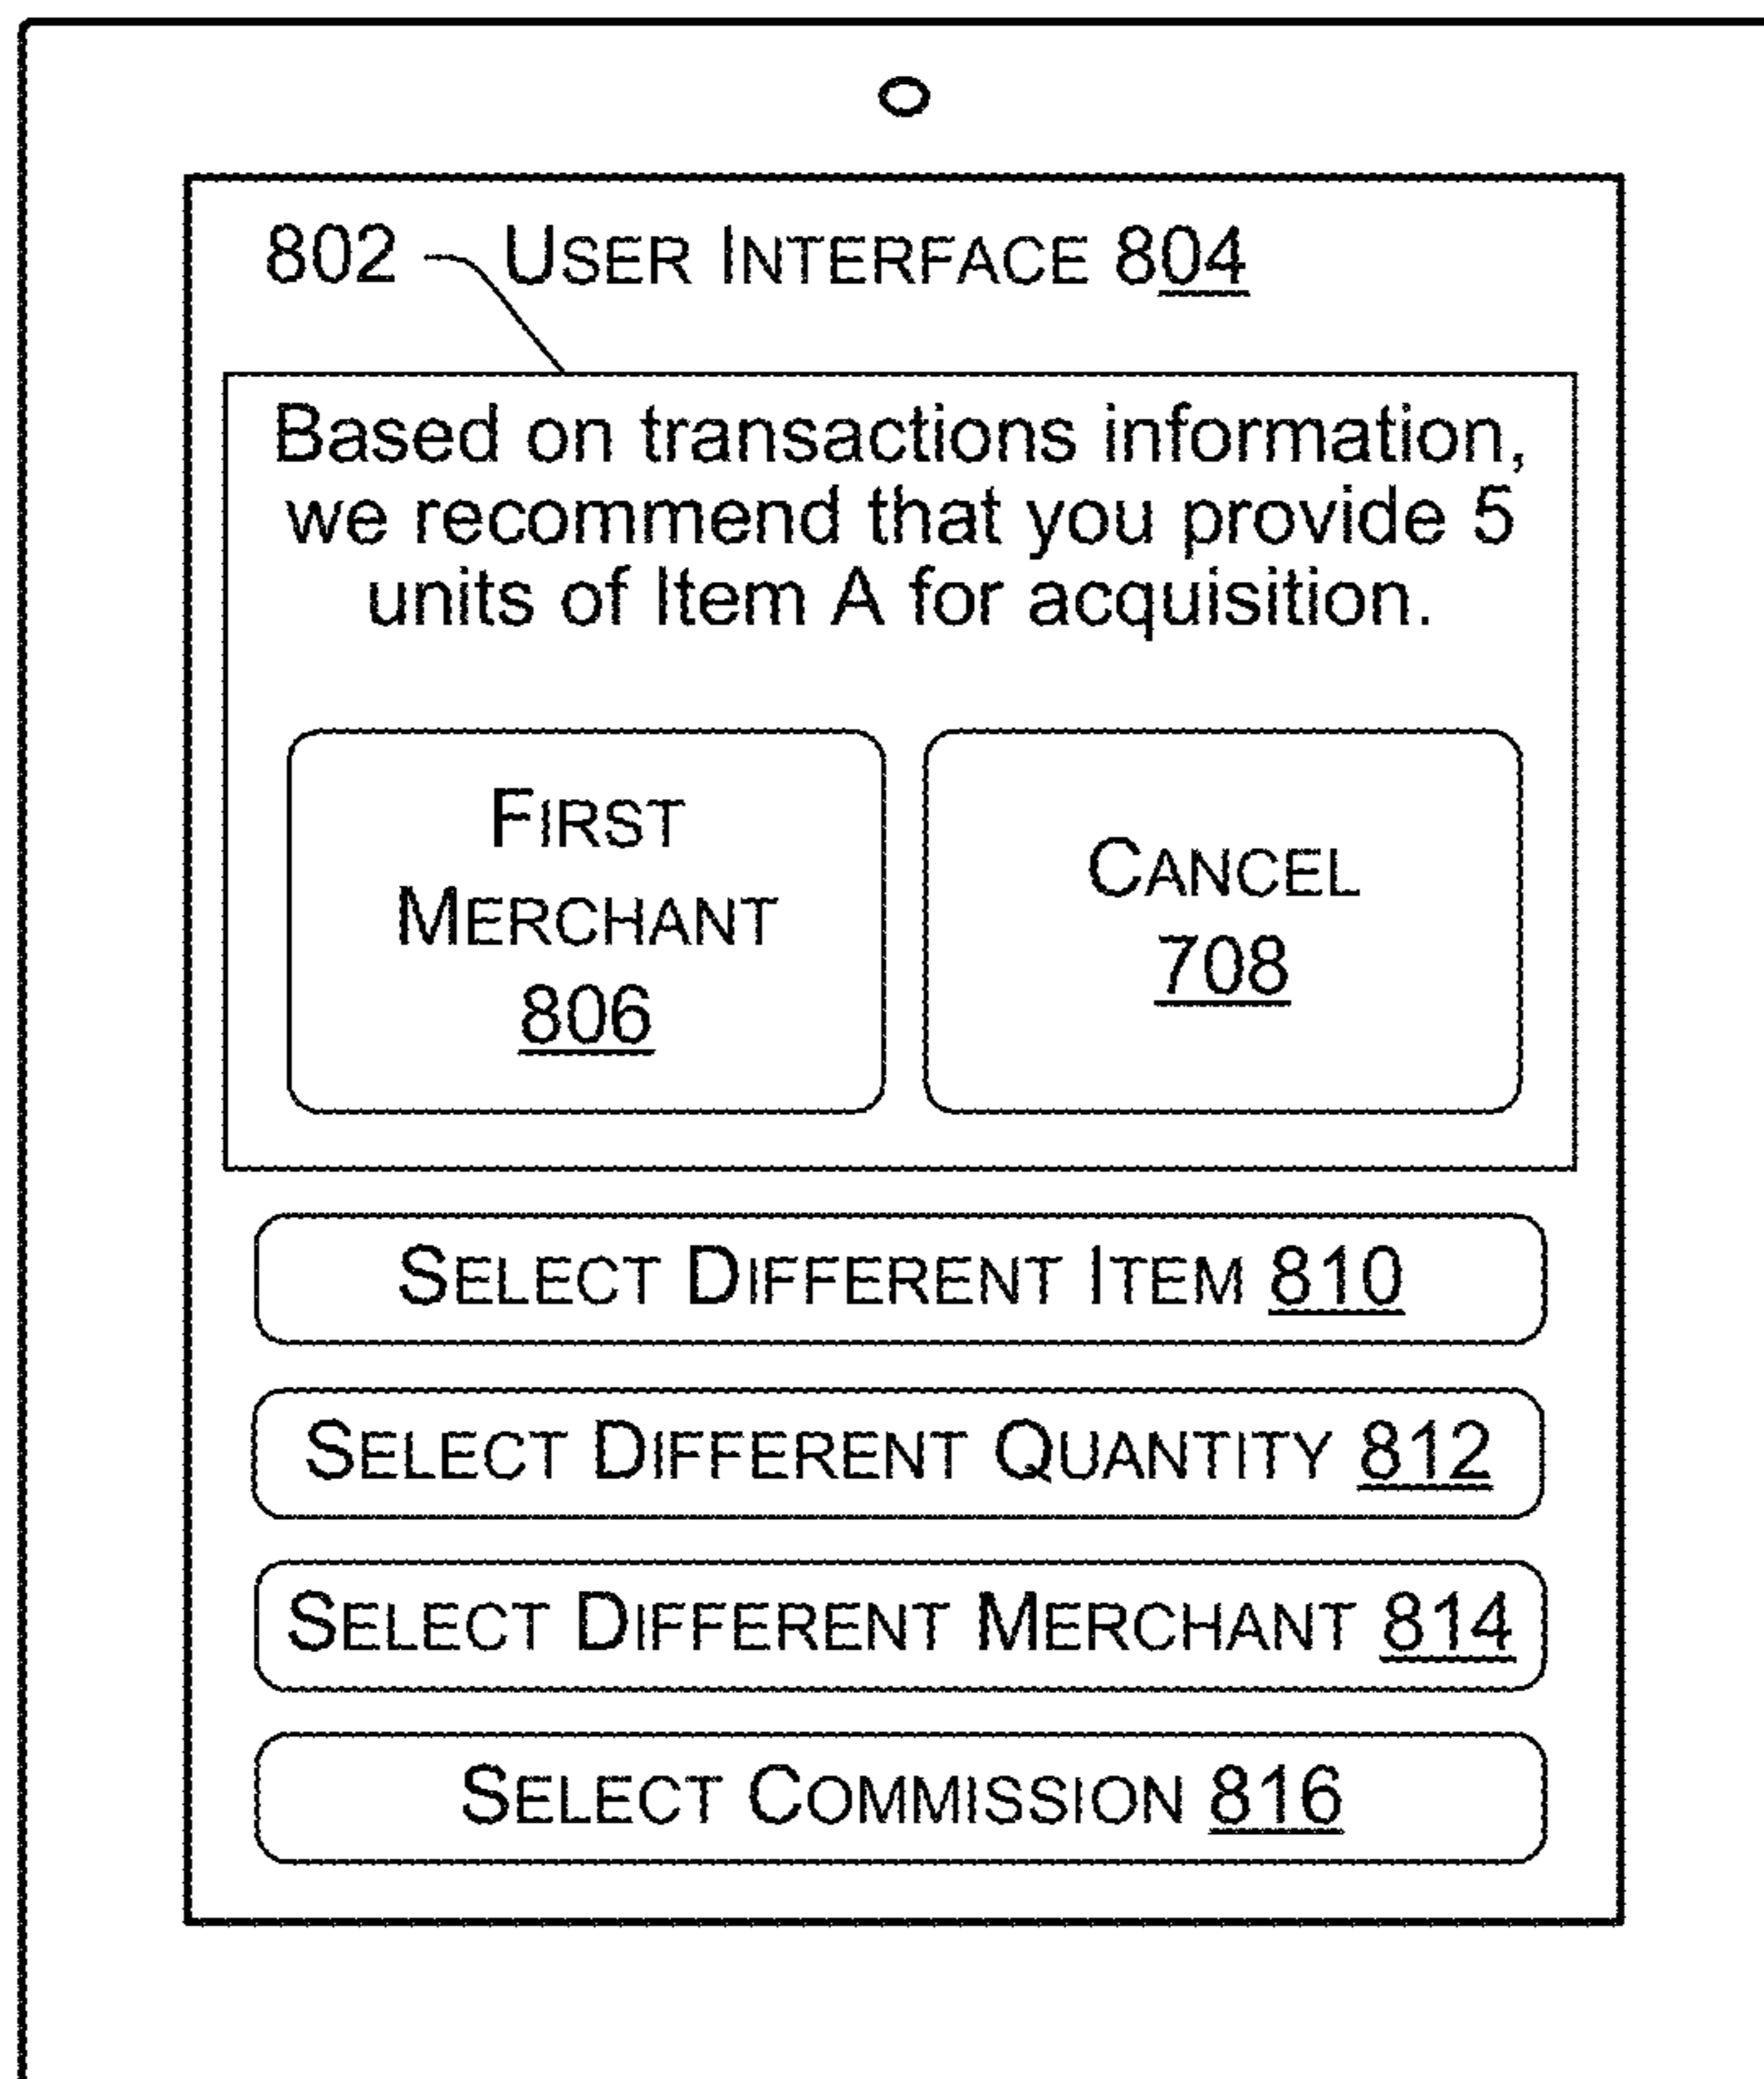 802 USER INTERFACE 804
Based on transactions information,
we recommend that you provide 5
units of Item A for acquisition.
FIRST
MERCHANT
806
CANCEL
708
SELECT DIFFERENT ITEM 810
SELECT DIFFERENT QUANTITY 812
SELECT DIFFERENT MERCHANT 814
SELECT COMMISSION 816